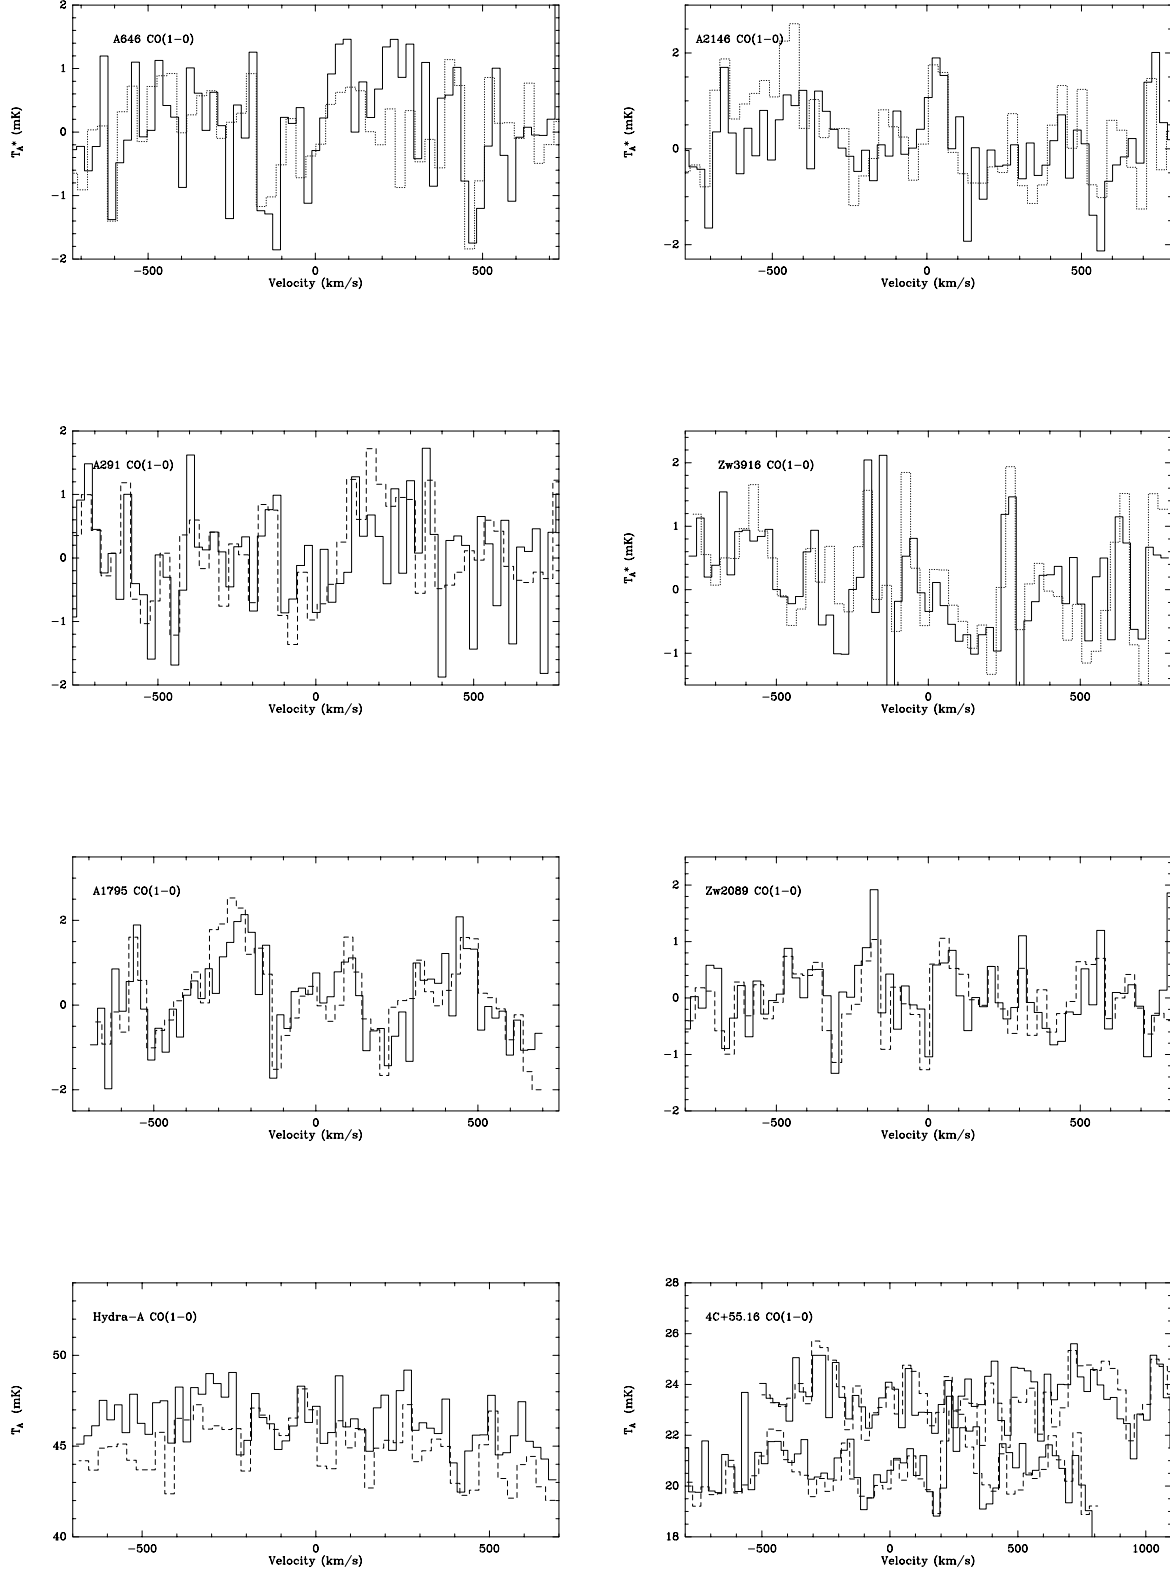 A646 CO(1−0)
2
1
0
−1
−2
T_A* (mK)
−500 0 500
Velocity (km/s)
A2146 CO(1−0)
2
0
−2
T_A* (mK)
−500 0 500
Velocity (km/s)
A291 CO(1−0)
2
1
0
−1
−2
−500 0 500
Velocity (km/s)
Zw3916 CO(1−0)
2
1
0
−1
T_A* (mK)
−500 0 500
Velocity (km/s)
A1795 CO(1−0)
2
0
−2
−500 0 500
Velocity (km/s)
Zw2089 CO(1−0)
2
1
0
−1
−2
−500 0 500
Velocity (km/s)
Hydra−A CO(1−0)
50
45
40
T_A (mK)
−500 0 500
Velocity (km/s)
4C+55.16 CO(1−0)
28
26
24
22
20
18
T_A (mK)
−500 0 500 1000
Velocity (km/s)